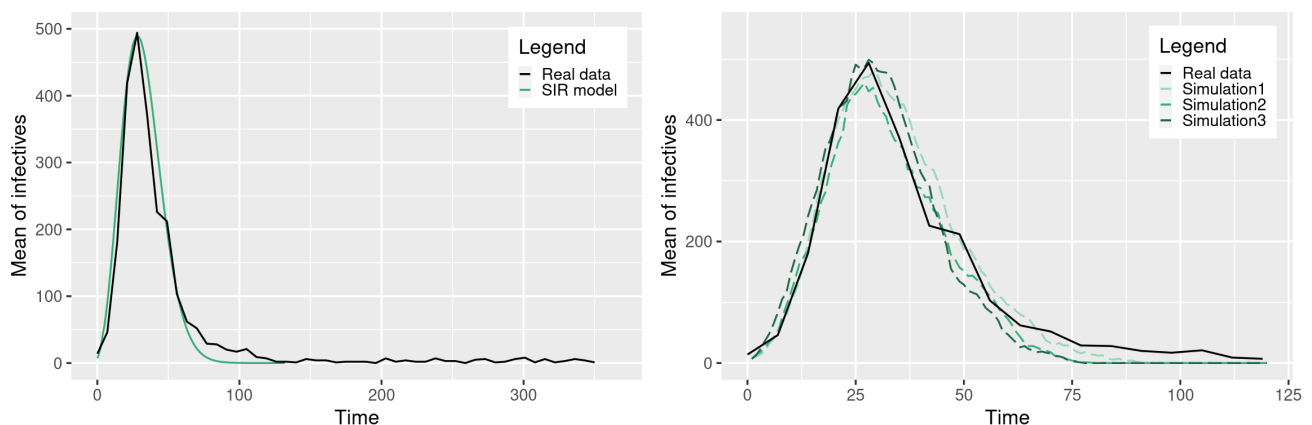 Mean of infectives
500
400
300
200
100
0
0
100
200
300
Time
Legend
Real data
SIR model
Mean of infectives
400
200
0
0
25
50
75
100
125
Time
Legend
Real data
Simulation1
Simulation2
Simulation3